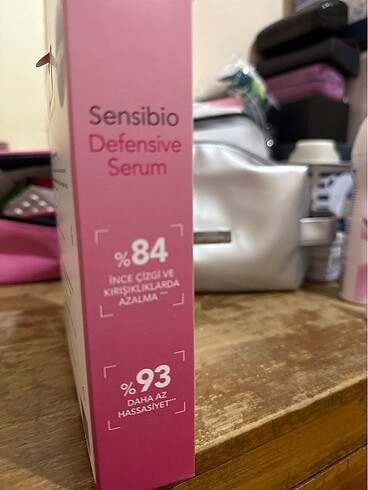 Sensibio
Defensive
Serum
%84
İNCE ÇİZGİ VE
KIRIŞIKLIKLARDA
AZALMA***
%93
DAHA AZ
HASSASİYET***